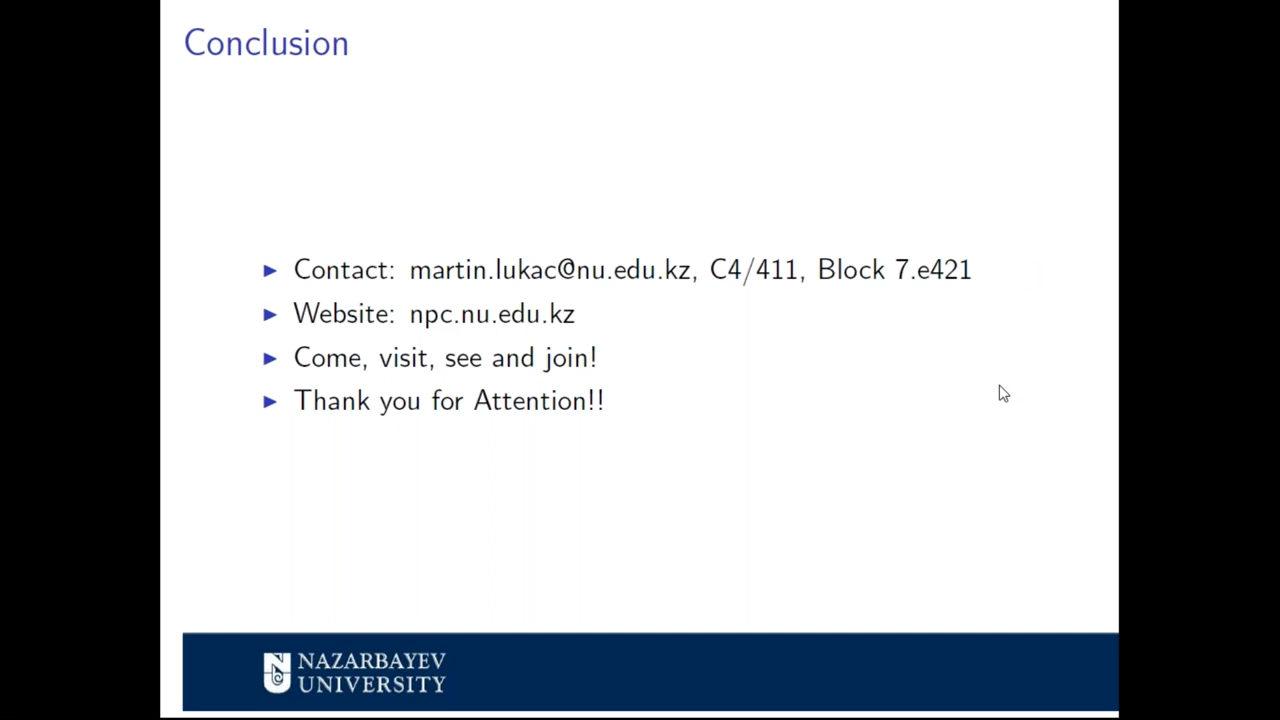 Conclusion
Contact: martin.lukac@nu.edu.kz, C4/411, Block 7.e421
Website: npc.nu.edu.kz
Come, visit, see and join!
Thank you for Attention!!
NAZARBAYEV
UNIVERSITY